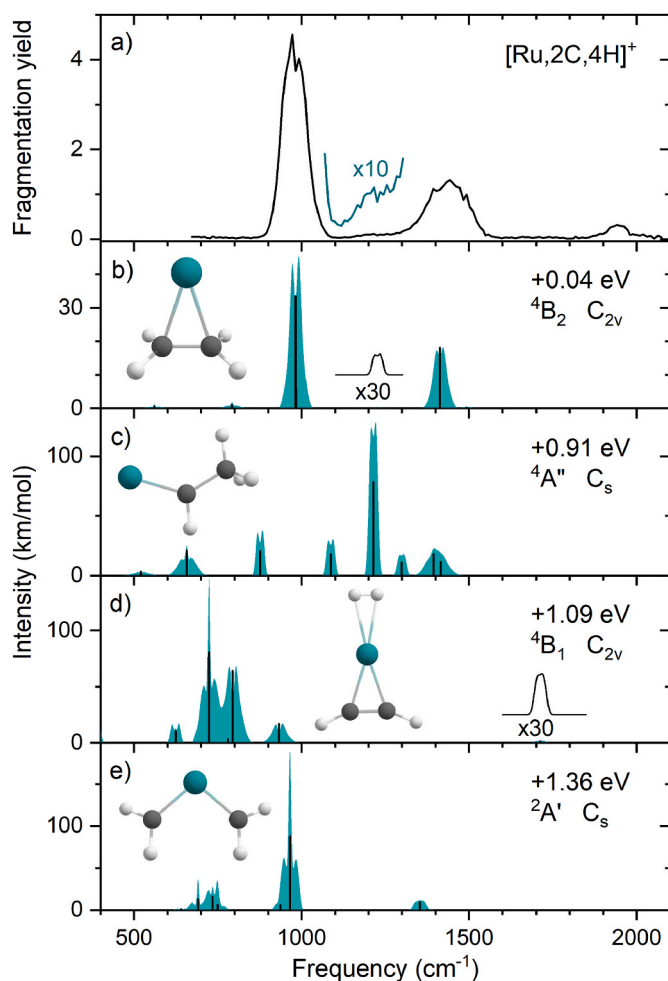 a)
[Ru,2C,4H]⁺
x10
Fragmentation yield
4
2
0
b)
+0.04 eV
⁴B₂ C₂ᵥ
x30
30
0
c)
+0.91 eV
⁴A" Cₛ
100
0
Intensity (km/mol)
d)
+1.09 eV
⁴B₁ C₂ᵥ
x30
100
0
e)
+1.36 eV
²A' Cₛ
100
0
500 1000 1500 2000
Frequency (cm⁻¹)